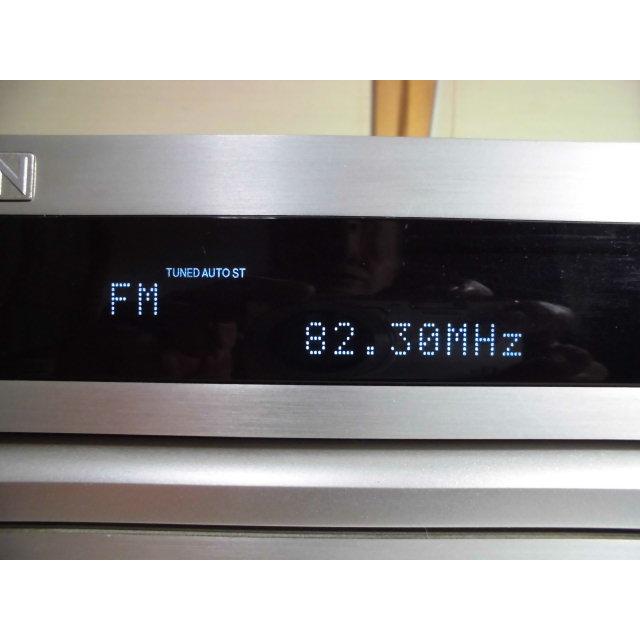 N
TUNED AUTO ST
FM
82.30MHz